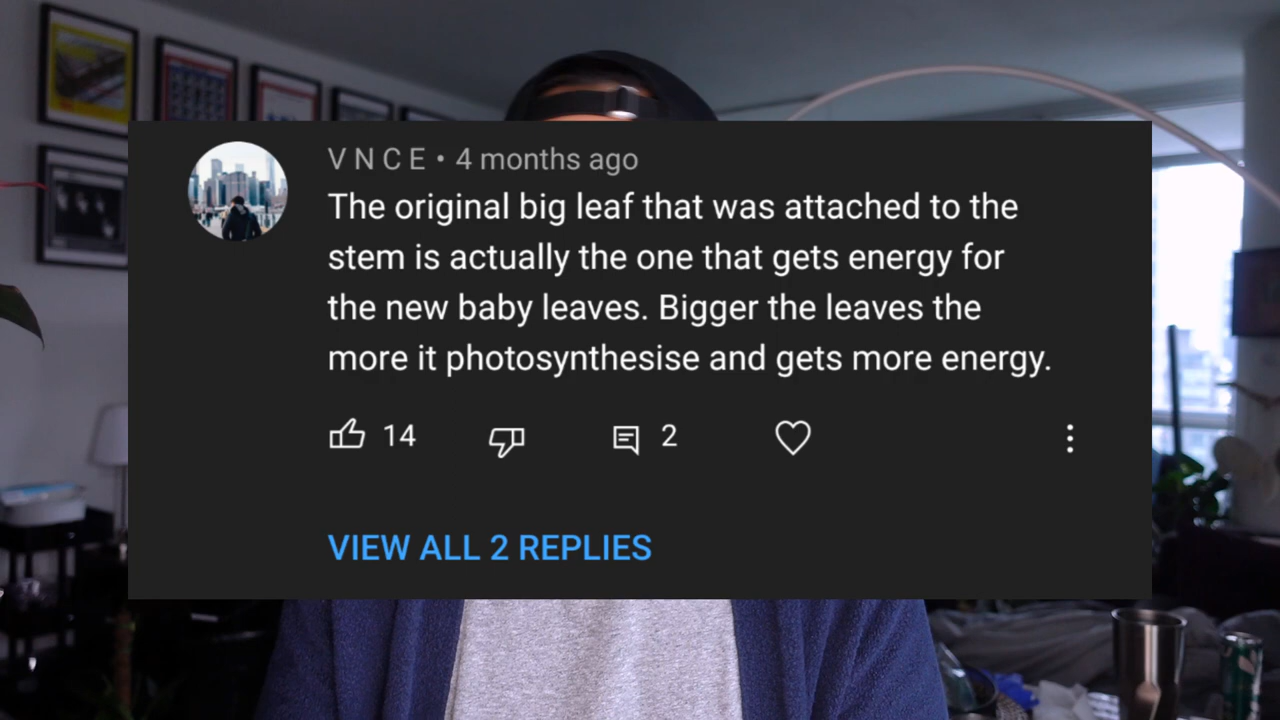 V N C E • 4 months ago
The original big leaf that was attached to the
stem is actually the one that gets energy for
the new baby leaves. Bigger the leaves the
more it photosynthesise and gets more energy.
14
2
VIEW ALL 2 REPLIES